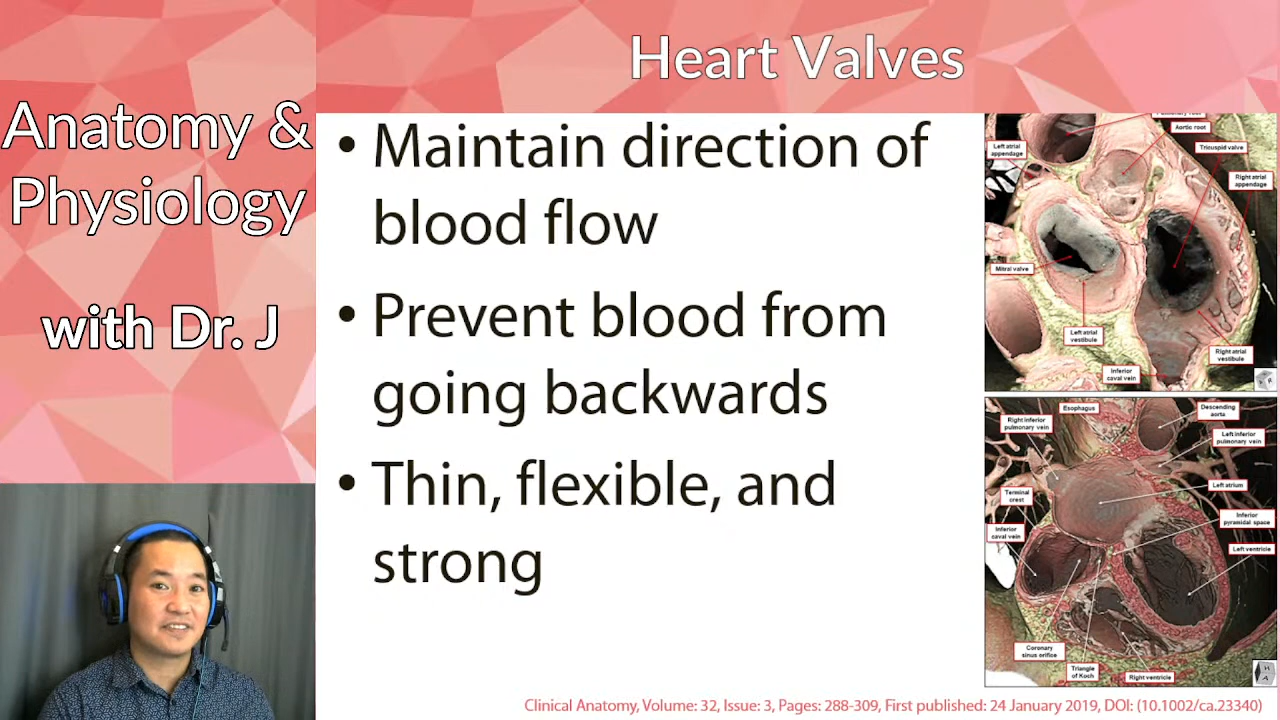 Anatomy &
Physiology
with Dr. J
Heart Valves
• Maintain direction of
blood flow
• Prevent blood from
going backwards
• Thin, flexible, and
strong
Aortic root
Left atrial
appendage
Tricuspid valve
Right atrial
appendage
Mitral valve
Left atrial
vestibule
Right atrial
vestibule
Inferior
caval vein
Esophagus
Descending
aorta
Right inferior
pulmonary vein
Left inferior
pulmonary vein
Left atrium
Terminal
crest
Inferior
pyramidal space
Inferior
caval vein
Left ventricle
Coronary
sinus orifice
Triangle
of Koch
Right ventricle
Clinical Anatomy, Volume: 32, Issue: 3, Pages: 288-309, First published: 24 January 2019, DOI: (10.1002/ca.23340)